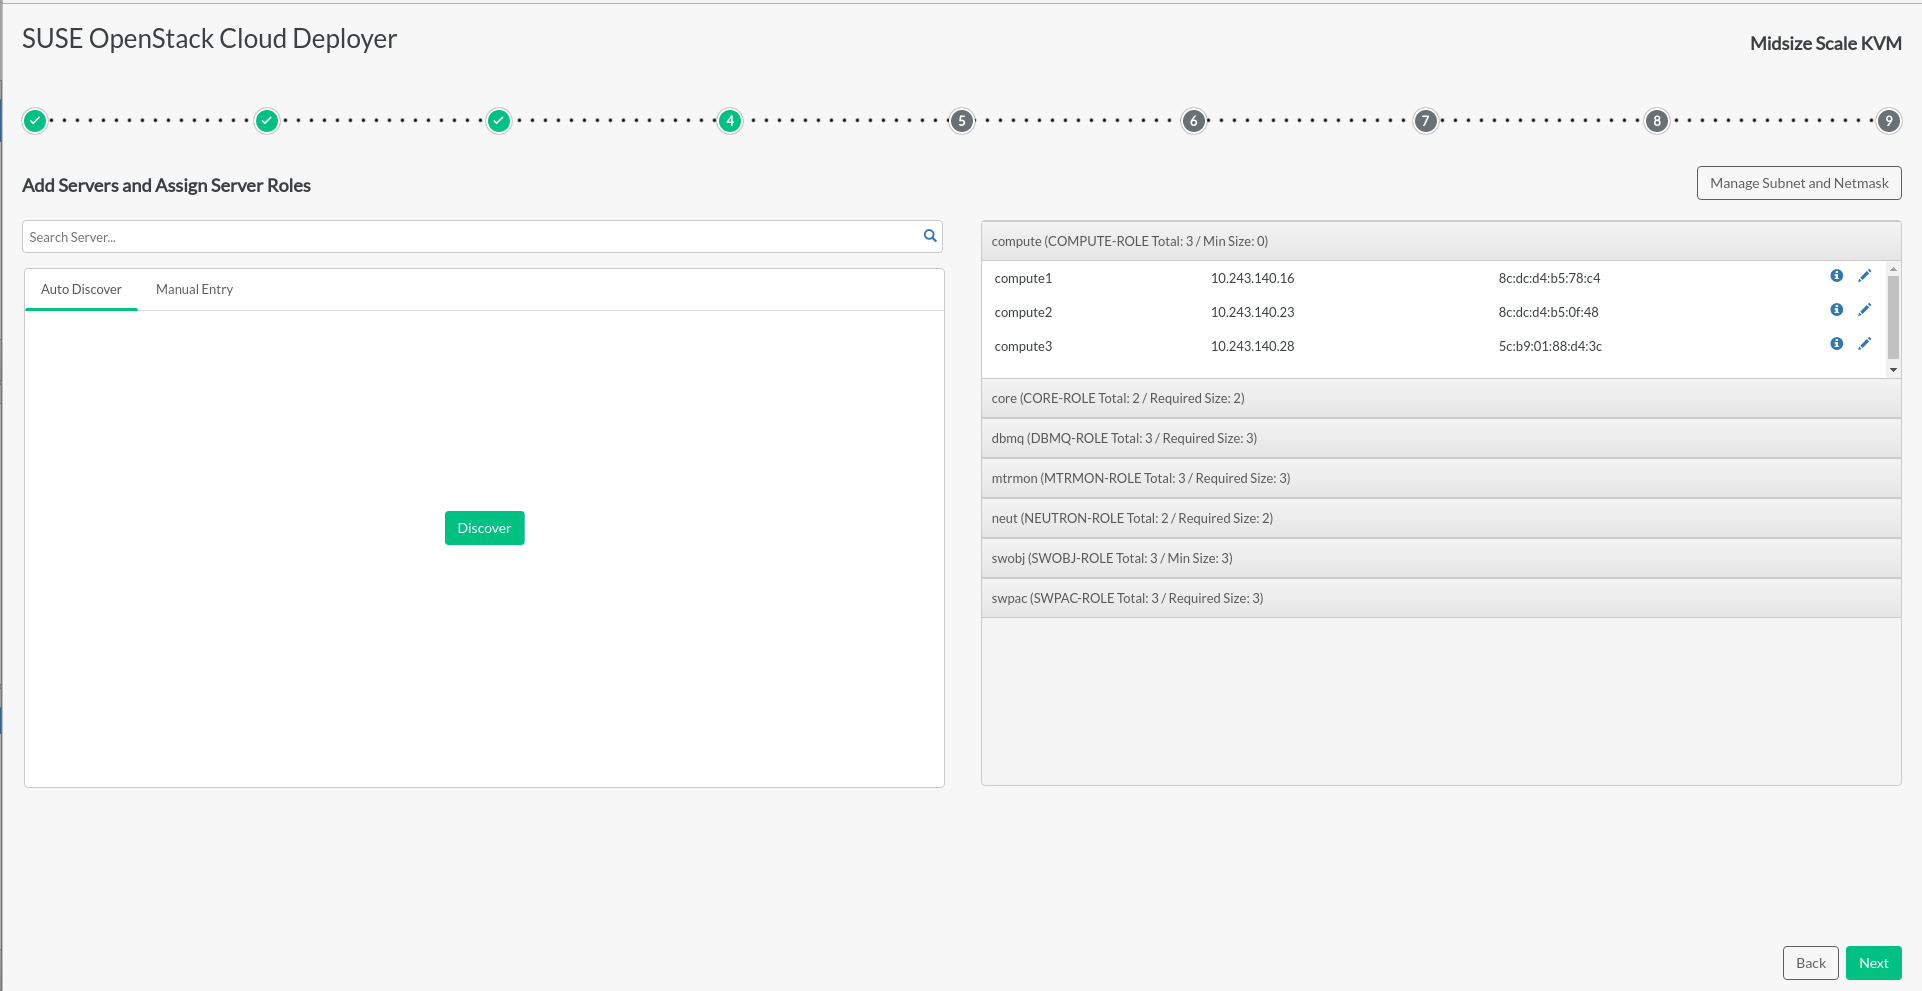 SUSE OpenStack Cloud Deployer
Midsize Scale KVM
4 5 6 7 8 9
Add Servers and Assign Server Roles
Manage Subnet and Netmask
Search Server...
Auto Discover Manual Entry
Discover
compute (COMPUTE-ROLE Total: 3 / Min Size: 0)
compute1 10.243.140.16 8c:dc:d4:b5:78:c4
compute2 10.243.140.23 8c:dc:d4:b5:0f:48
compute3 10.243.140.28 5c:b9:01:88:d4:3c
core (CORE-ROLE Total: 2 / Required Size: 2)
dbmq (DBMQ-ROLE Total: 3 / Required Size: 3)
mtrmon (MTRMON-ROLE Total: 3 / Required Size: 3)
neut (NEUTRON-ROLE Total: 2 / Required Size: 2)
swobj (SWOBJ-ROLE Total: 3 / Min Size: 3)
swpac (SWPAC-ROLE Total: 3 / Required Size: 3)
Back Next